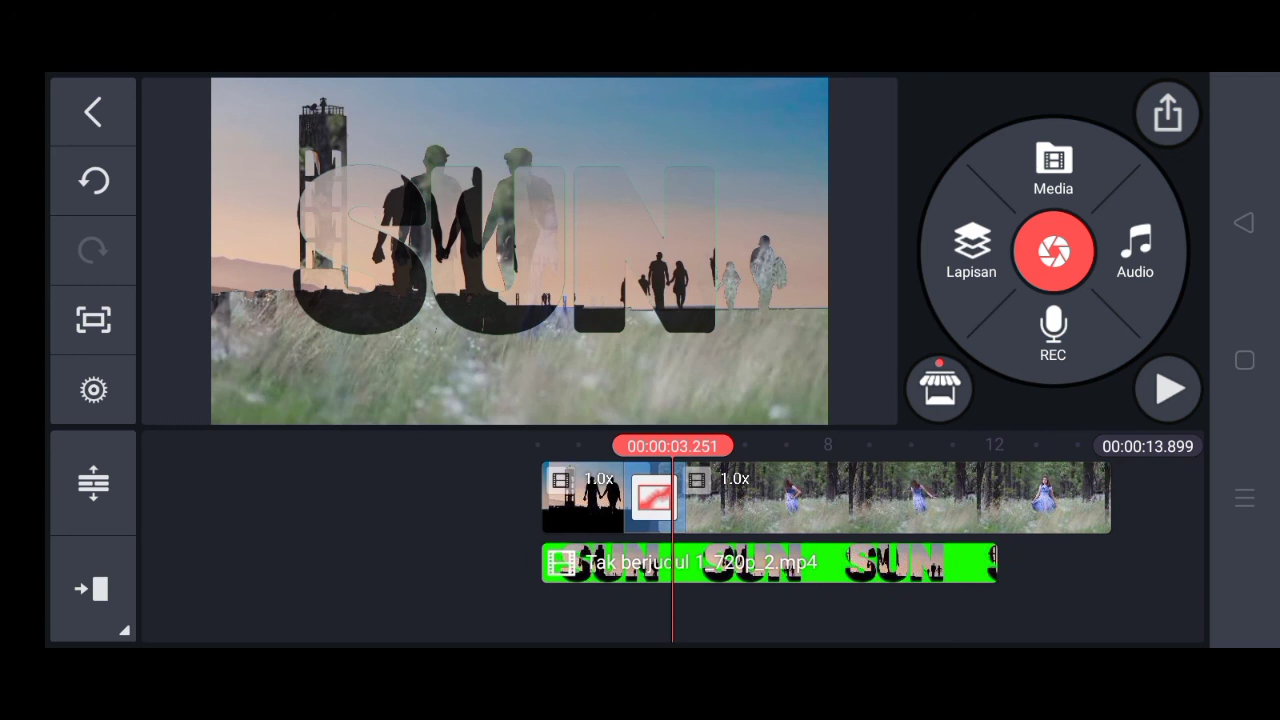 SUN
Media
Lapisan
Audio
REC
00:00:03.251
8
12
00:00:13.899
1.0x
1.0x
SUN SUN SUN S
Tak berjudul 1_720p_2.mp4